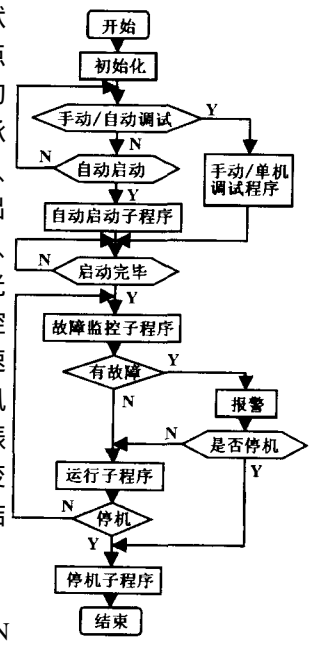 开始
初始化
手动/自动调试
Y
N
N
自动启动
手动/单机
调试程序
Y
自动启动子程序
N
启动完毕
Y
故障监控子程序
有故障
Y
N
报警
N
是否停机
Y
运行子程序
N
停机
Y
停机子程序
结束
N